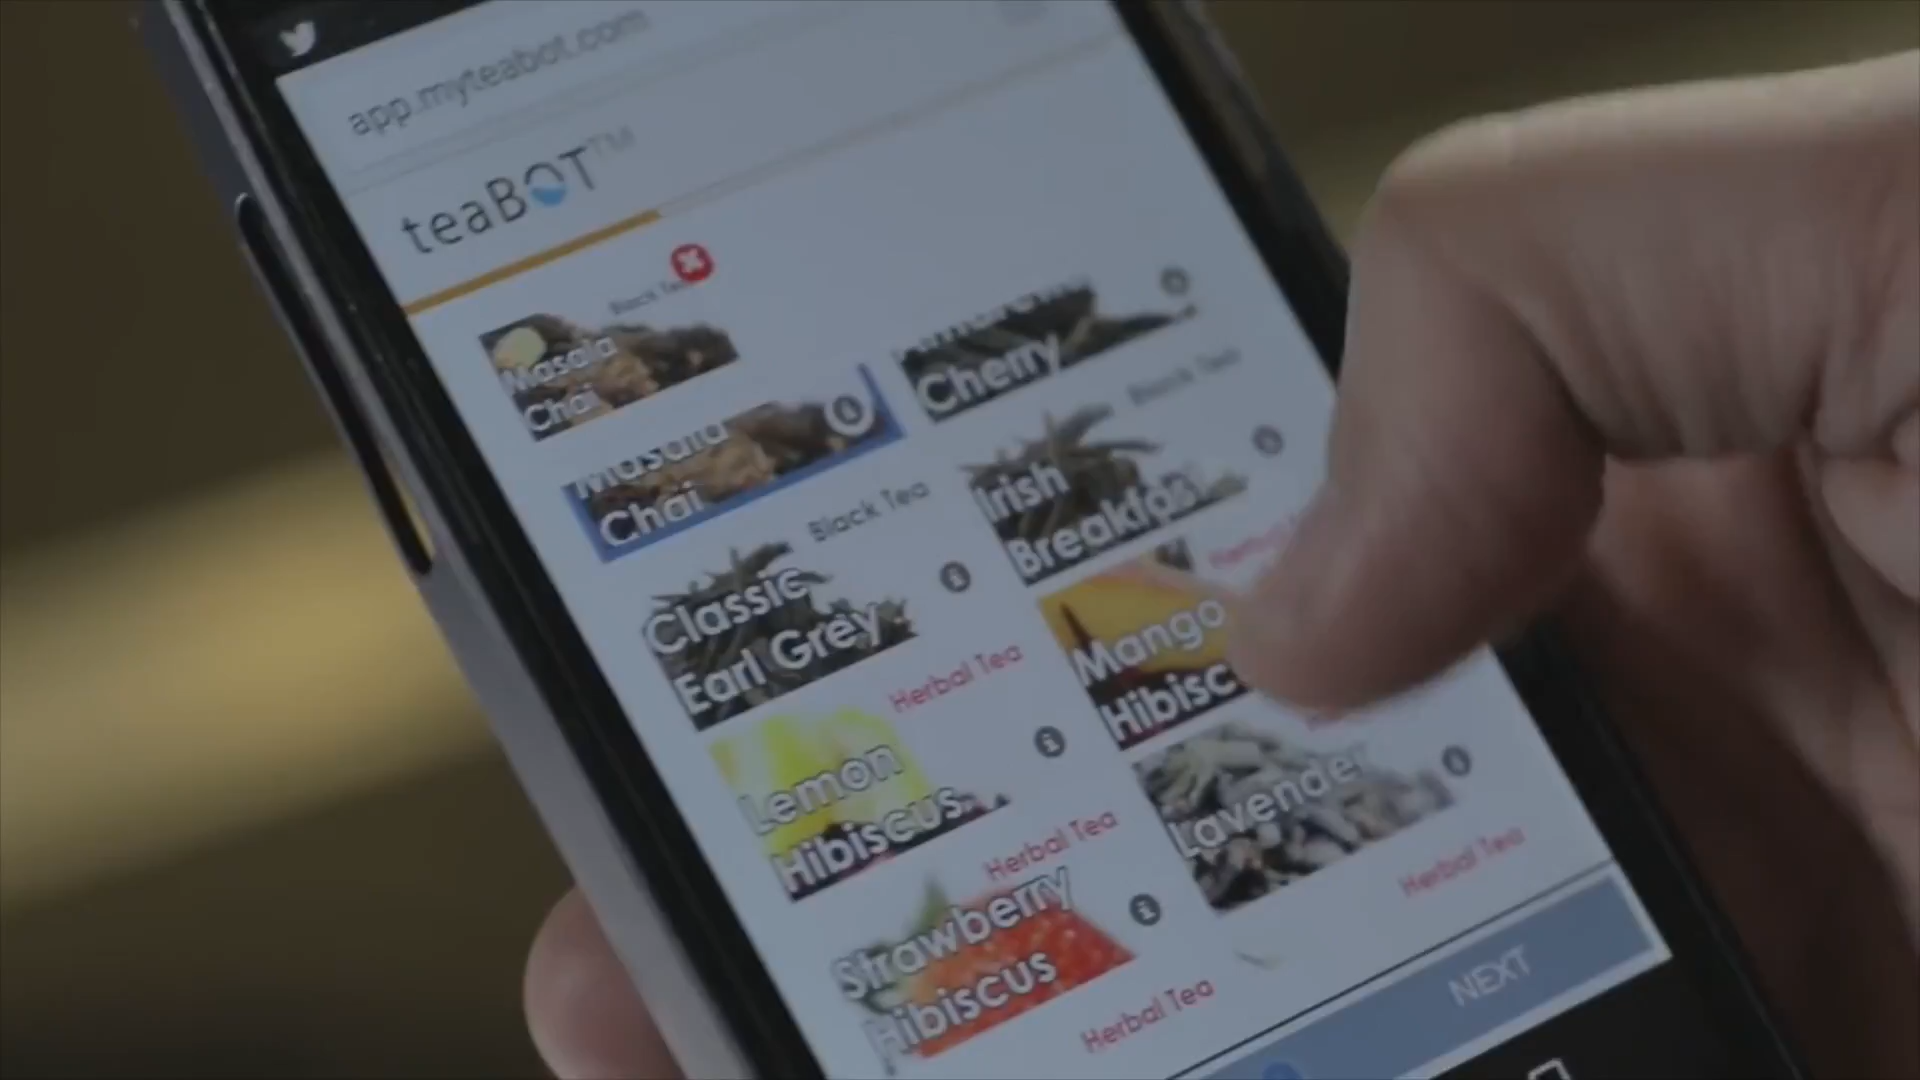 app.myteabot.com
teaBOT™
Black Tea
Masala
Chai
Masala
Chai
Cherry
Black Tea
Black Tea
Classic
Earl Grey
Irish
Breakfast
Herbal Tea
Lemon
Hibiscus
Mango
Herbal Tea
Strawberry
Hibiscus
Lavender
Herbal Tea
Herbal Tea
NEXT